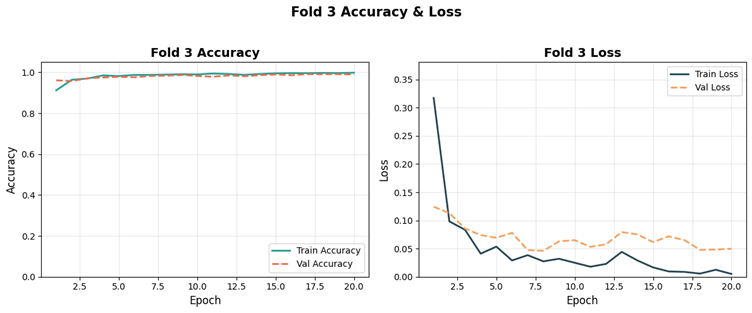 Fold 3 Accuracy & Loss
Fold 3 Accuracy
1.0
0.8
0.6
0.4
0.2
0.0
Accuracy
2.5 5.0 7.5 10.0 12.5 15.0 17.5 20.0
Epoch
Train Accuracy
Val Accuracy
Fold 3 Loss
0.35
0.30
0.25
0.20
0.15
0.10
0.05
0.00
Loss
2.5 5.0 7.5 10.0 12.5 15.0 17.5 20.0
Epoch
Train Loss
Val Loss